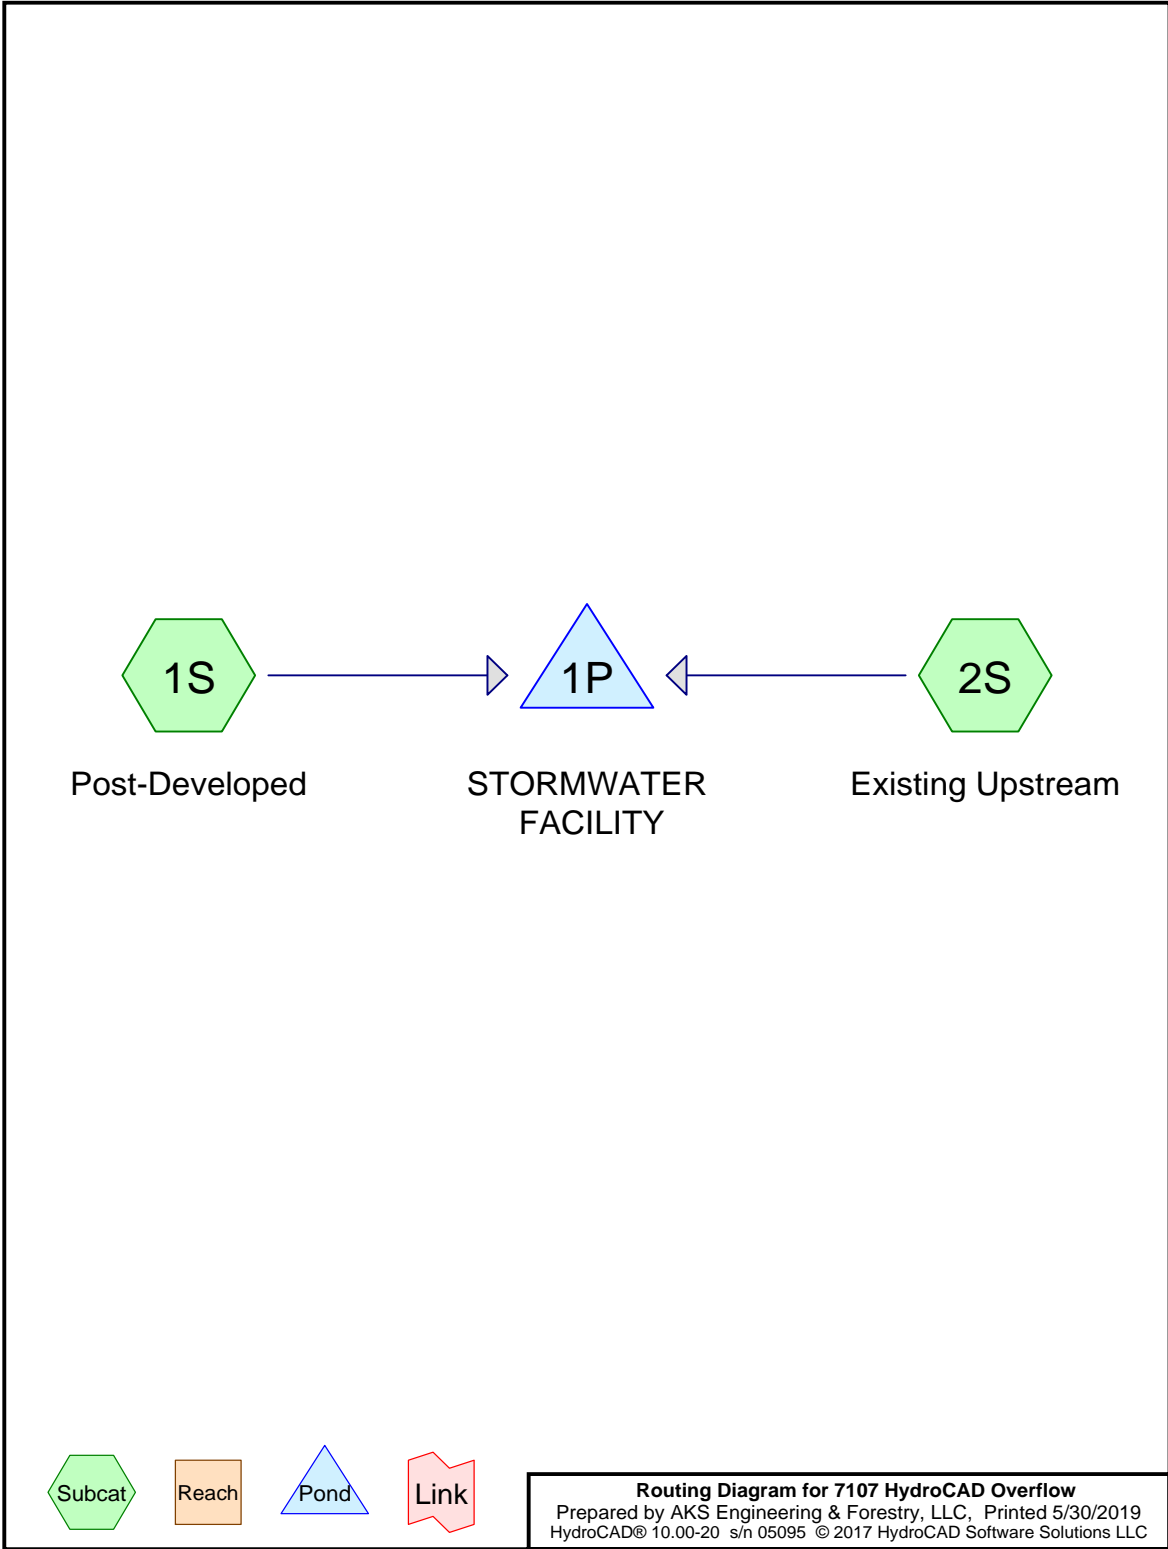 1S
1P
2S
Post-Developed
STORMWATER
FACILITY
Existing Upstream
Subcat
Reach
Pond
Link
Routing Diagram for 7107 HydroCAD Overflow
Prepared by AKS Engineering & Forestry, LLC, Printed 5/30/2019
HydroCAD® 10.00-20 s/n 05095 © 2017 HydroCAD Software Solutions LLC